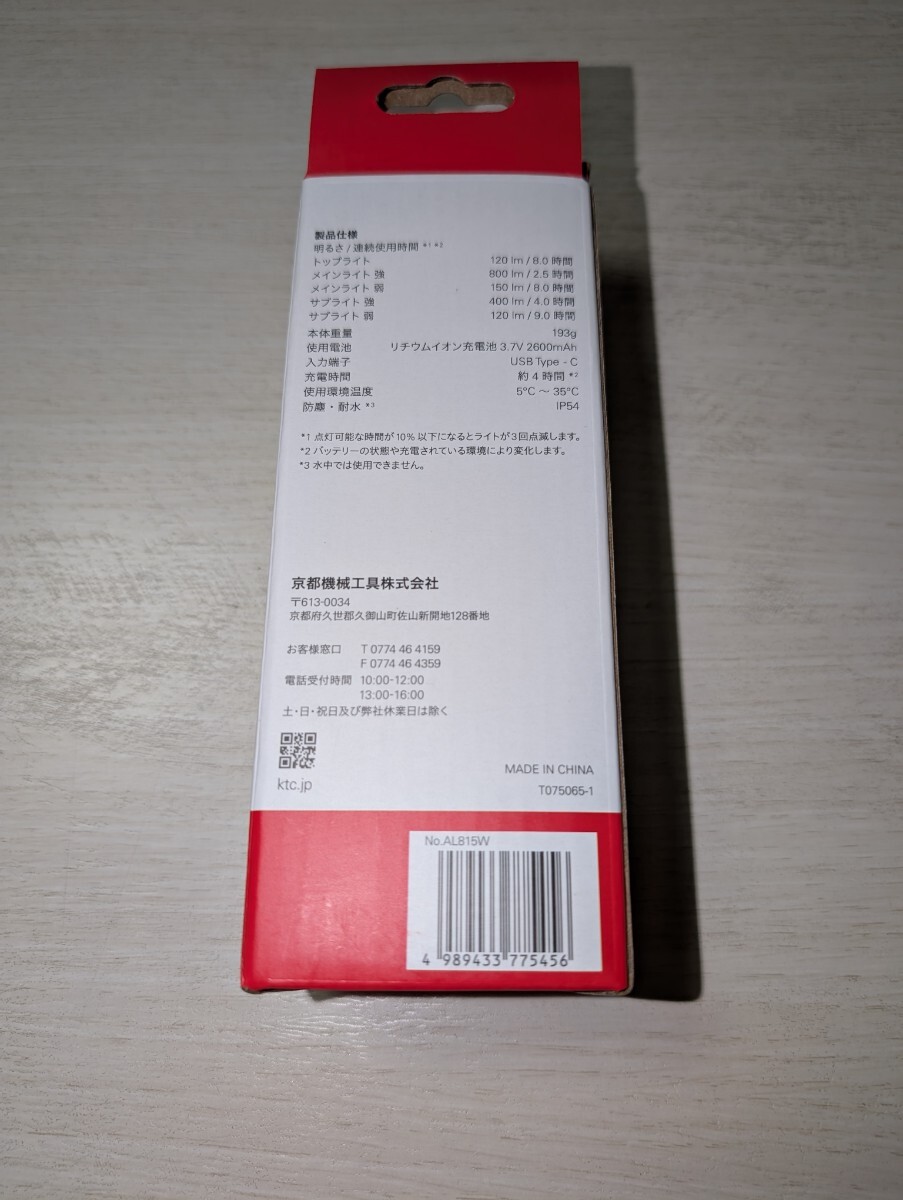 製品仕様
明るさ / 連続使用時間 *1 *2
トップライト 120 lm / 8.0 時間
メインライト 強 800 lm / 2.5 時間
メインライト 弱 150 lm / 8.0 時間
サブライト 強 400 lm / 4.0 時間
サブライト 弱 120 lm / 9.0 時間
本体重量 193g
使用電池 リチウムイオン充電池 3.7V 2600mAh
入力端子 USB Type - C
充電時間 約 4 時間 *2
使用環境温度 5°C ～ 35°C
防塵・耐水 *3 IP54
*1 点灯可能な時間が10% 以下になるとライトが3回点滅します。
*2 バッテリーの状態や充電されている環境により変化します。
*3 水中では使用できません。
京都機械工具株式会社
〒613-0034
京都府久世郡久御山町佐山新開地128番地
お客様窓口 T 0774 46 4159
F 0774 46 4359
電話受付時間 10:00-12:00
13:00-16:00
土・日・祝日及び弊社休業日は除く
ktc.jp
MADE IN CHINA
T075065-1
No.AL815W
4 989433 775456